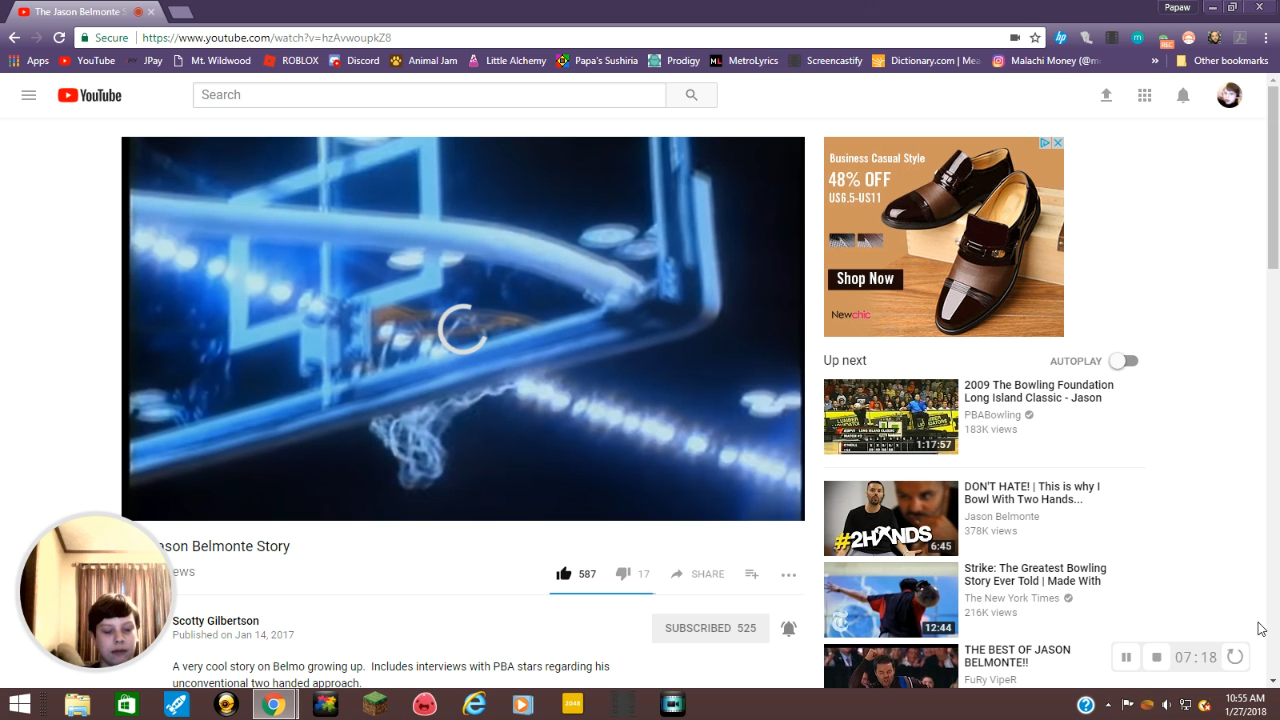 The Jason Belmonte S
Papaw
Secure
https://www.youtube.com/watch?v=hzAvwoupkZ8
REC
Apps
YouTube
JPay
Mt. Wildwood
ROBLOX
Discord
Animal Jam
Little Alchemy
Papa's Sushiria
Prodigy
MetroLyrics
Dictionary.com | Mea
Moondog (@me
YouTube
Search
Business Casual Style
48% OFF
US6.5-US11
Shop Now
Newchic
Up next
AUTOPLAY
2009 The Bowling Foundation
Long Island Classic - Jason
PBABowling
183K views
1:17:57
DON'T HATE! | This is why I
Bowl With Two Hands...
Jason Belmonte
378K views
#2HANDS
6:45
Strike: The Greatest Bowling
Story Ever Told | Made With
The New York Times
216K views
12:44
THE BEST OF JASON
BELMONTE!!
FuRy VipeR
ason Belmonte Story
ews
587
17
SHARE
Scotty Gilbertson
Published on Jan 14, 2017
SUBSCRIBED 525
A very cool story on Belmo growing up. Includes interviews with PBA stars regarding his
unconventional two handed approach.
07:18
2048
10:55 AM
1/27/2018